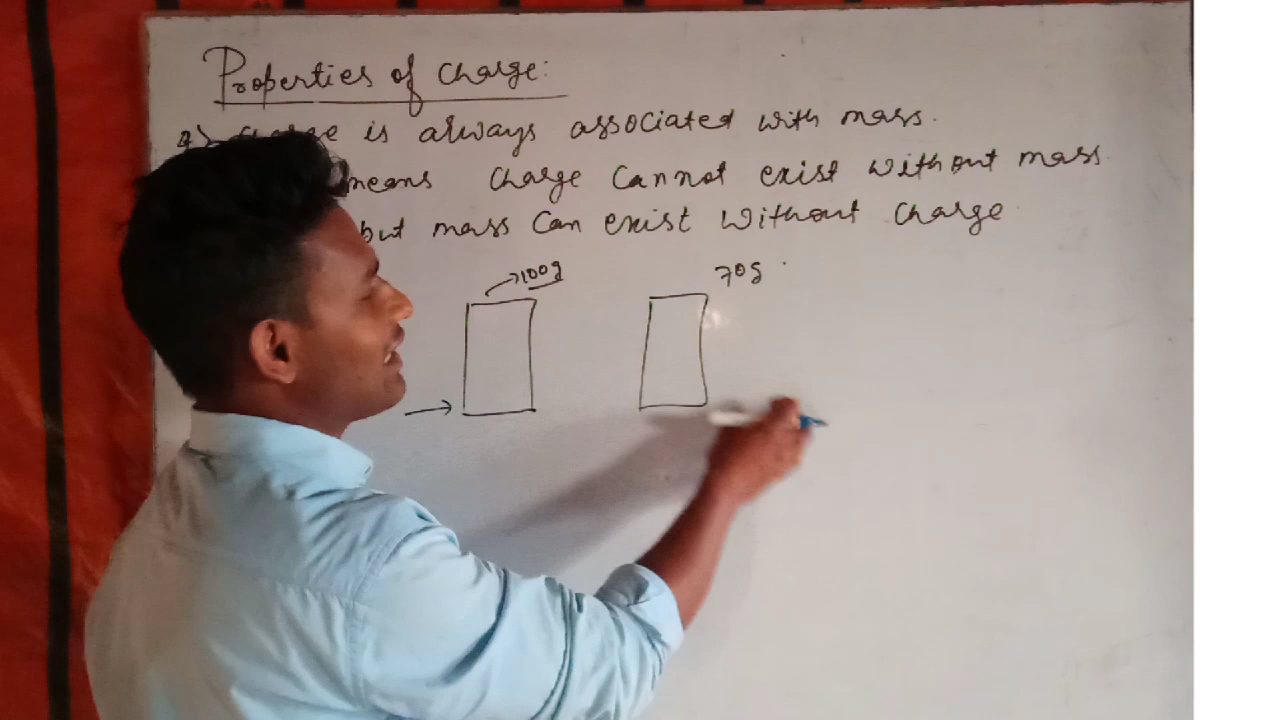 Properties of charge:
is always associated with mass.
means charge cannot exist without mass.
but mass can exist without charge
100g
70g